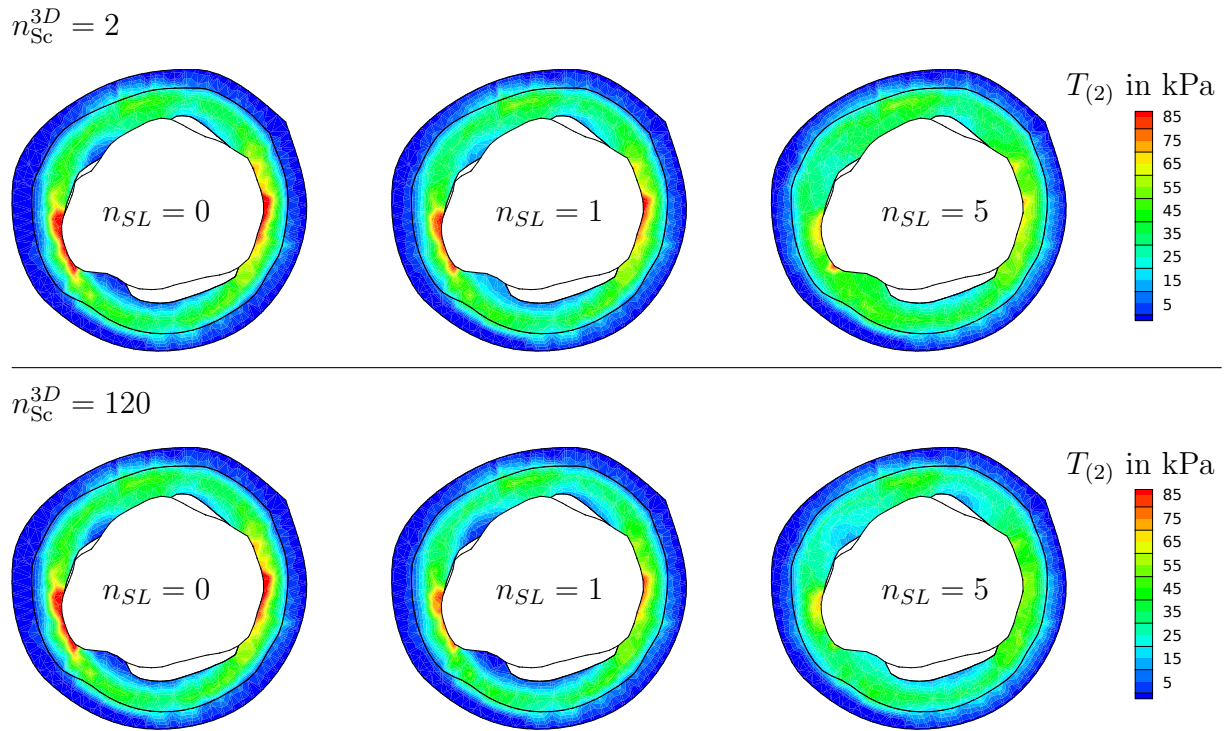 n_{Sc}^{3D} = 2
T_{(2)} in kPa
n_{SL} = 0
n_{SL} = 1
n_{SL} = 5
85
75
65
55
45
35
25
15
5
n_{Sc}^{3D} = 120
T_{(2)} in kPa
n_{SL} = 0
n_{SL} = 1
n_{SL} = 5
85
75
65
55
45
35
25
15
5